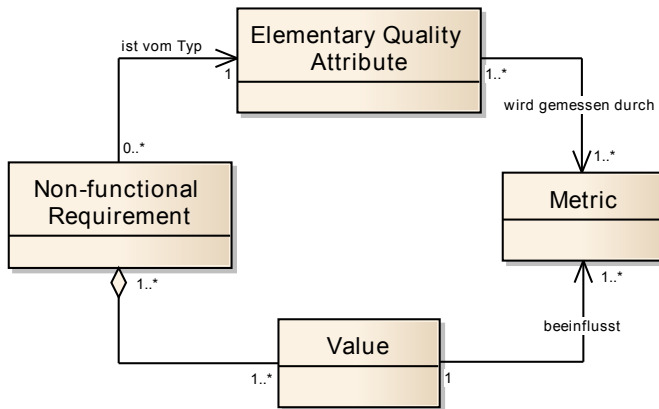 Elementary Quality
Attribute
ist vom Typ
1
1..*
wird gemessen durch
0..*
1..*
Non-functional
Requirement
Metric
1..*
1..*
beeinflusst
Value
1..*
1